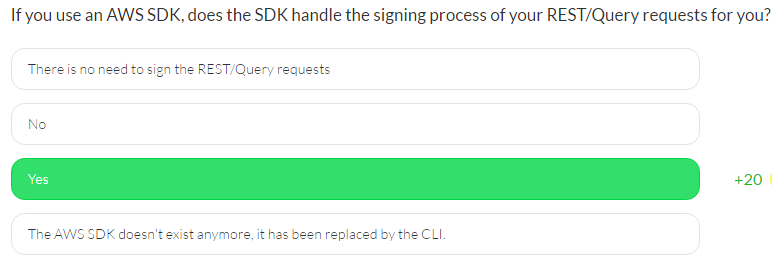 If you use an AWS SDK, does the SDK handle the signing process of your REST/Query requests for you?
There is no need to sign the REST/Query requests
No
Yes
+20
The AWS SDK doesn't exist anymore, it has been replaced by the CLI.